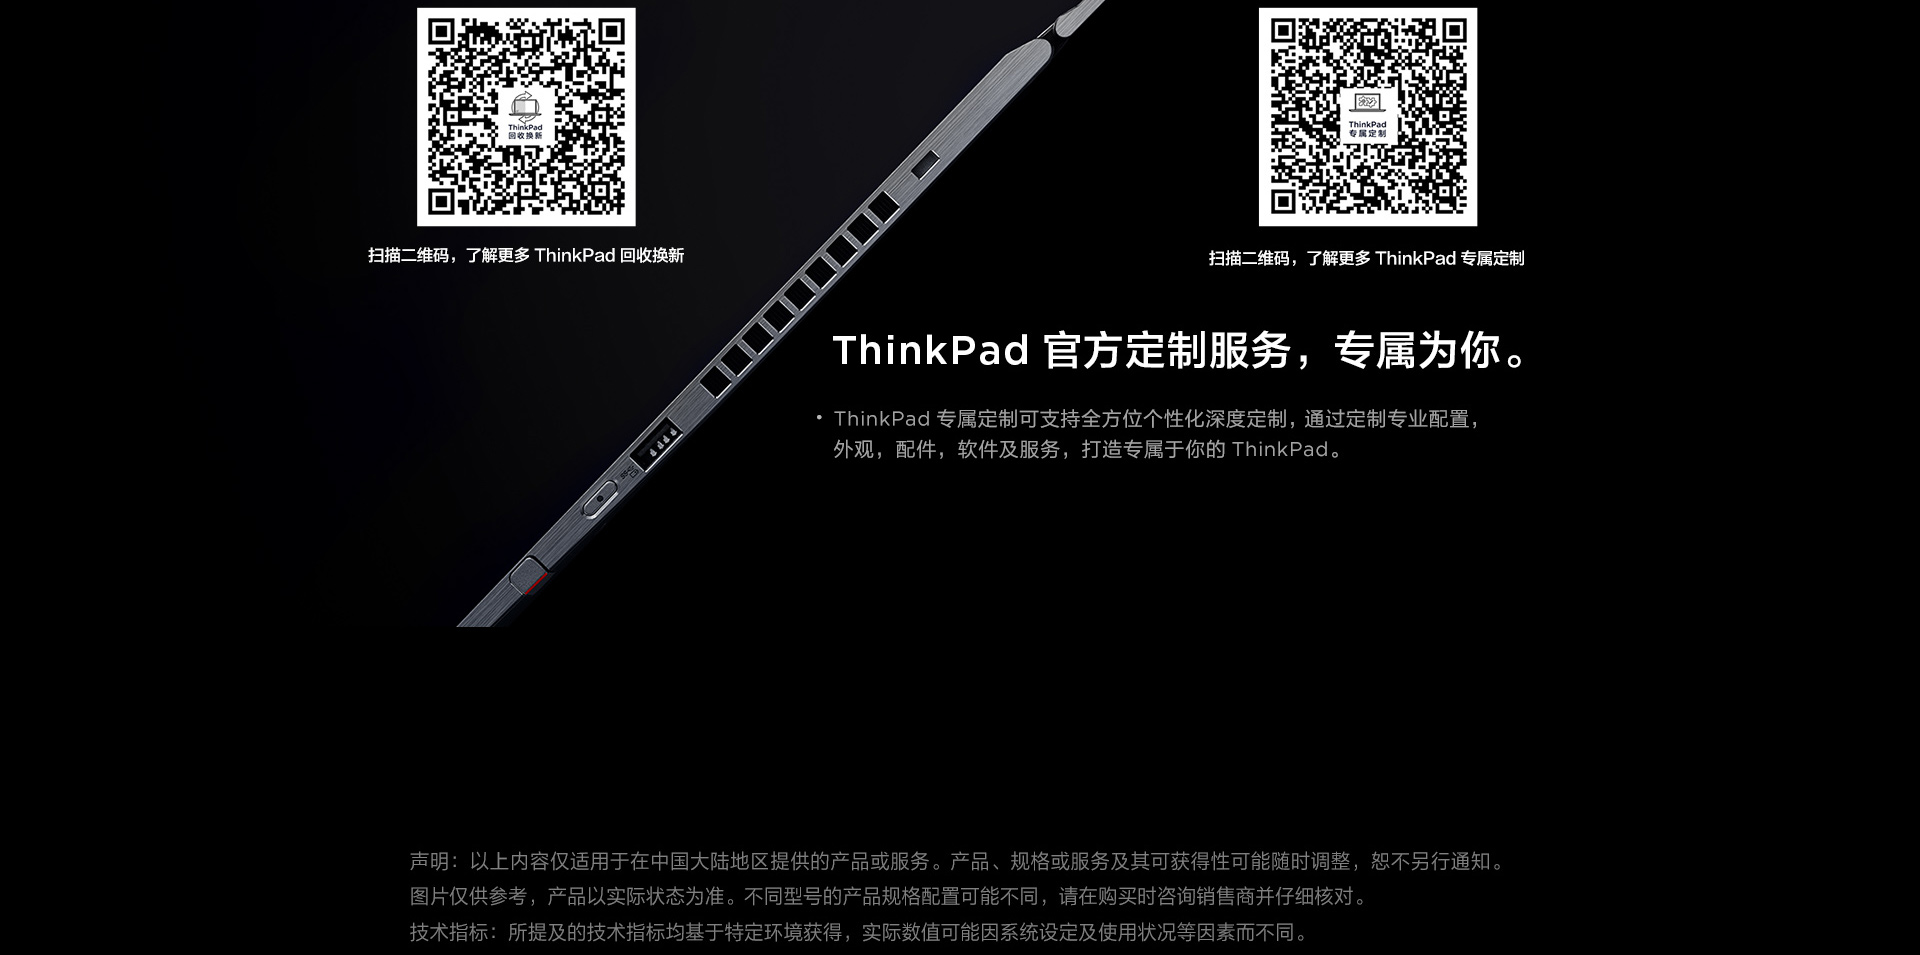 ThinkPad
回收换新
ThinkPad
专属定制
扫描二维码，了解更多 ThinkPad 回收换新
扫描二维码，了解更多 ThinkPad 专属定制
ThinkPad 官方定制服务，专属为你。
· ThinkPad 专属定制可支持全方位个性化深度定制，通过定制专业配置，
外观，配件，软件及服务，打造专属于你的 ThinkPad。
声明：以上内容仅适用于在中国大陆地区提供的产品或服务。产品、规格或服务及其可获得性可能随时调整，恕不另行通知。
图片仅供参考，产品以实际状态为准。不同型号的产品规格配置可能不同，请在购买时咨询销售商并仔细核对。
技术指标：所提及的技术指标均基于特定环境获得，实际数值可能因系统设定及使用状况等因素而不同。